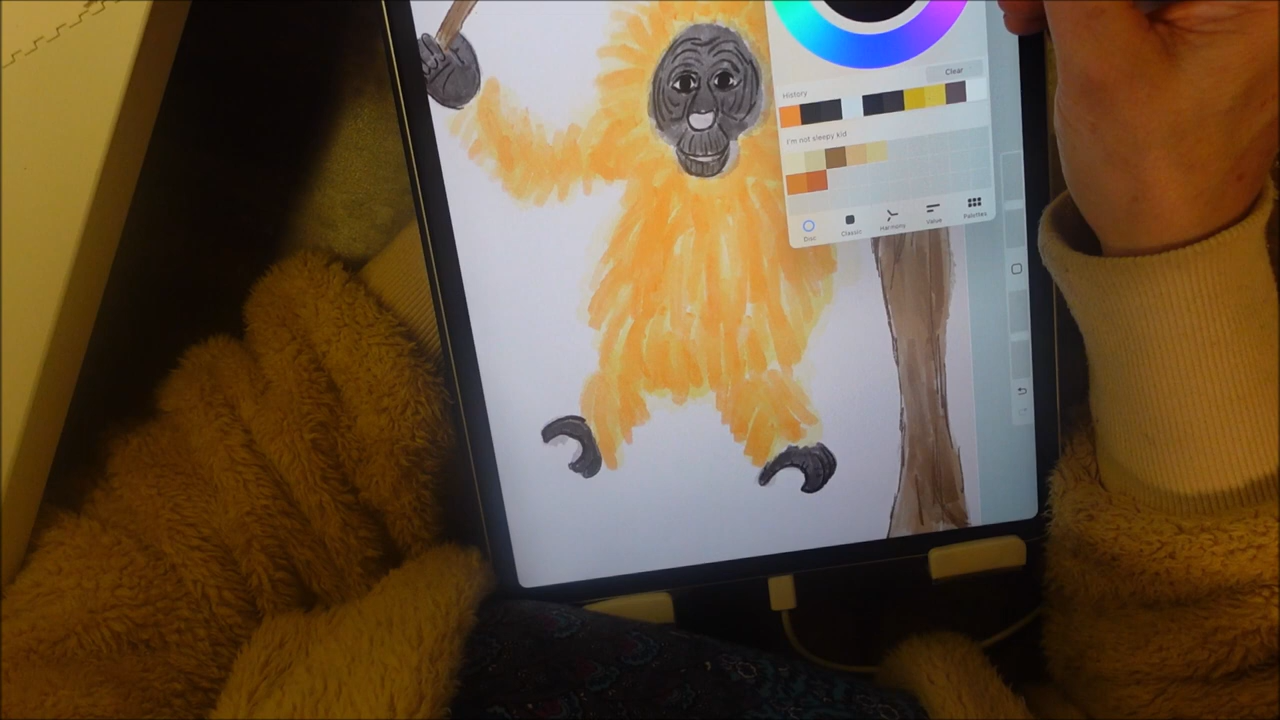 Clear
History
I'm not sleepy kid
Disc
Classic
Harmony
Value
Palettes